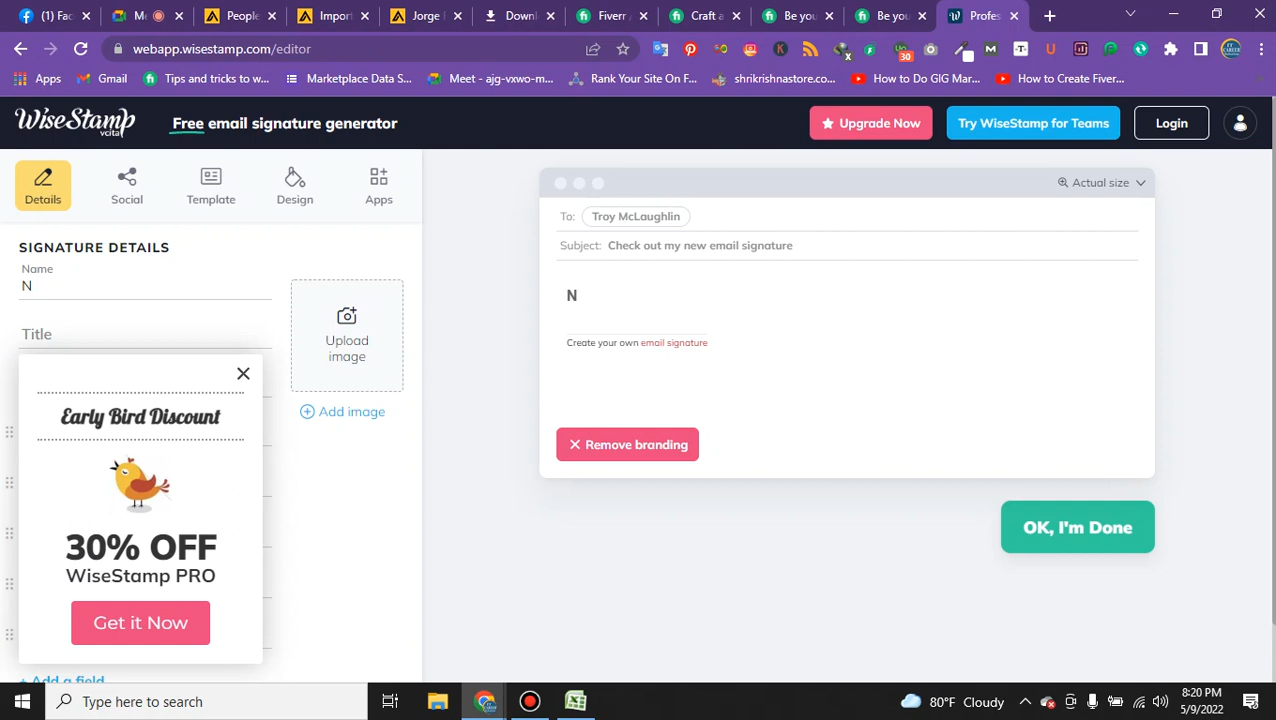 (1) Fac
Me
People
Import
Jorge
Downl
Fiverr /
Craft a
Be you
Be you
Profes
webapp.wisestamp.com/editor
30
Apps
Gmail
Tips and tricks to w...
Marketplace Data S...
Meet - ajg-vxwo-m...
Rank Your Site On F...
shrikrishnastore.co...
How to Do GIG Mar...
How to Create Fiver...
WiseStamp
vcita
Free email signature generator
Upgrade Now
Try WiseStamp for Teams
Login
Details
Social
Template
Design
Apps
Actual size
To: Troy McLaughlin
Subject: Check out my new email signature
SIGNATURE DETAILS
Name
N
Title
Upload
image
Add image
N
Create your own email signature
Remove branding
OK, I'm Done
Early Bird Discount
30% OFF
WiseStamp PRO
Get it Now
+ Add a field
Type here to search
80°F Cloudy
8:20 PM
5/9/2022